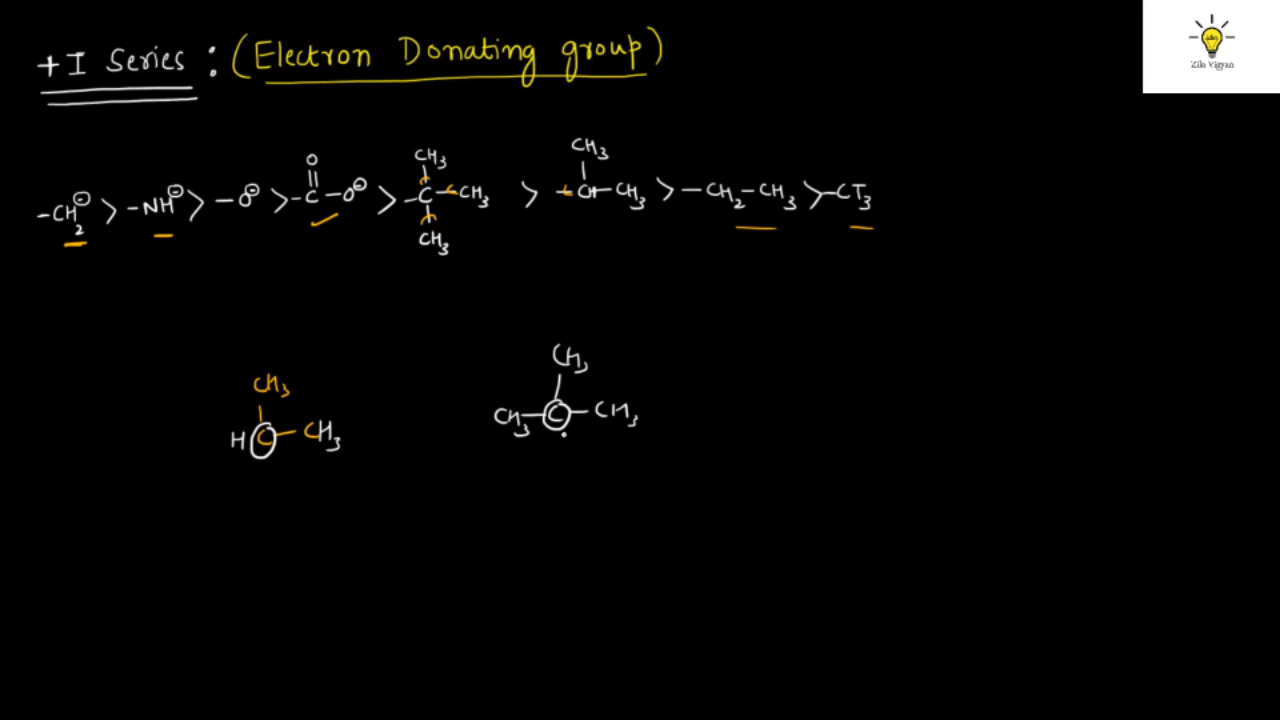 +I Series : (Electron Donating group)
Zila Vigyan
-CH₂⊖ > -NH⊖ > -O⊖ > -C(=O)-O⊖ > -C(CH₃)(CH₃)-CH₃ > -CH(CH₃)-CH₃ > -CH₂-CH₃ > -CT₃
CH₃
H C - CH₃
CH₃
CH₃ - C - CH₃